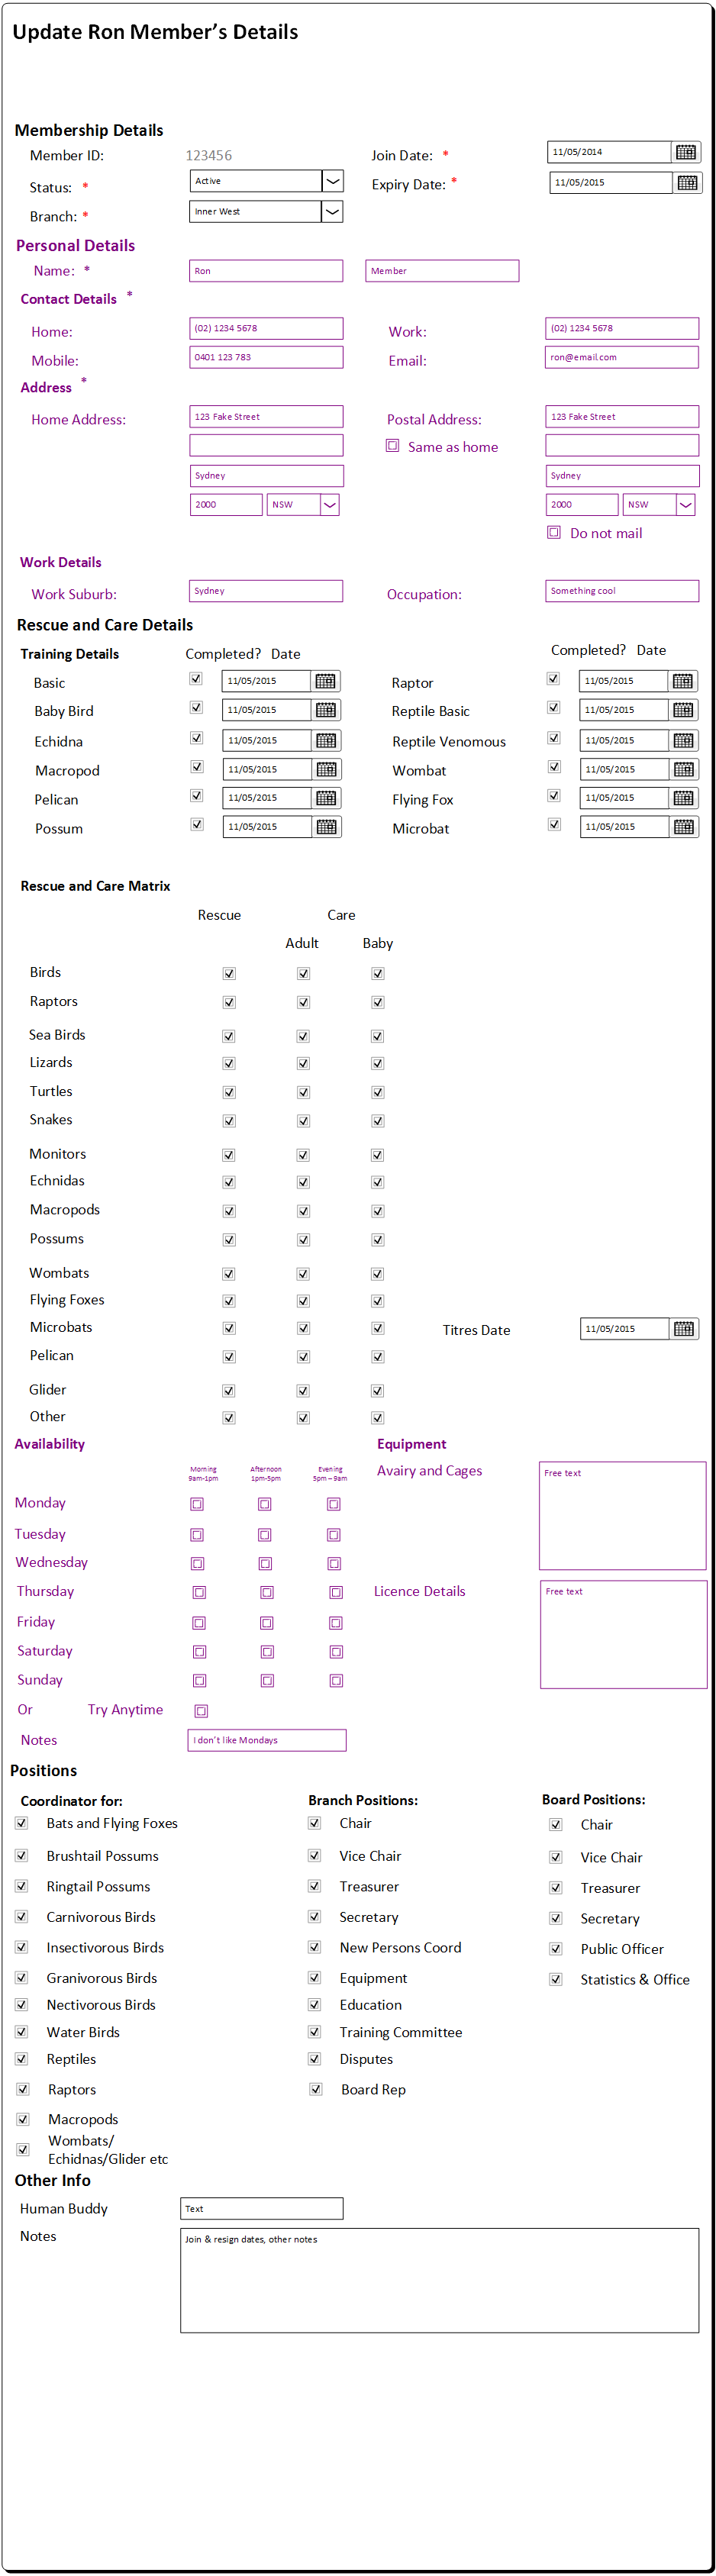 Update Ron Member’s Details
Membership Details
Member ID: 123456 Join Date: * 11/05/2014
Status: * Active Expiry Date: * 11/05/2015
Branch: * Inner West
Personal Details
Name: * Ron Member
Contact Details *
Home: (02) 1234 5678 Work: (02) 1234 5678
Mobile: 0401 123 783 Email: ron@email.com
Address *
Home Address: 123 Fake Street Postal Address: 123 Fake Street
Same as home
Sydney Sydney
2000 NSW 2000 NSW
Do not mail
Work Details
Work Suburb: Sydney Occupation: Something cool
Rescue and Care Details
Training Details Completed? Date Completed? Date
Basic 11/05/2015 Raptor 11/05/2015
Baby Bird 11/05/2015 Reptile Basic 11/05/2015
Echidna 11/05/2015 Reptile Venomous 11/05/2015
Macropod 11/05/2015 Wombat 11/05/2015
Pelican 11/05/2015 Flying Fox 11/05/2015
Possum 11/05/2015 Microbat 11/05/2015
Rescue and Care Matrix
Rescue Care
Adult Baby
Birds
Raptors
Sea Birds
Lizards
Turtles
Snakes
Monitors
Echnidas
Macropods
Possums
Wombats
Flying Foxes
Microbats Titres Date 11/05/2015
Pelican
Glider
Other
Availability Equipment
Morning Afternoon Evening Avairy and Cages Free text
9am-1pm 1pm-5pm 5pm – 9am
Monday
Tuesday
Wednesday
Thursday Licence Details Free text
Friday
Saturday
Sunday
Or Try Anytime
Notes I don’t like Mondays
Positions
Coordinator for: Branch Positions: Board Positions:
Bats and Flying Foxes Chair Chair
Brushtail Possums Vice Chair Vice Chair
Ringtail Possums Treasurer Treasurer
Carnivorous Birds Secretary Secretary
Insectivorous Birds New Persons Coord Public Officer
Granivorous Birds Equipment Statistics & Office
Nectivorous Birds Education
Water Birds Training Committee
Reptiles Disputes
Raptors Board Rep
Macropods
Wombats/
Echidnas/Glider etc
Other Info
Human Buddy Text
Notes Join & resign dates, other notes